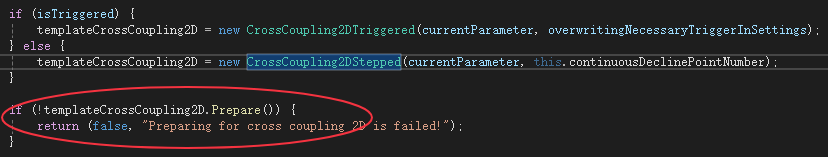 if (isTriggered) {
templateCrossCoupling2D = new CrossCoupling2DTriggered(currentParameter, overwritingNecessaryTriggerInSettings);
} else {
templateCrossCoupling2D = new CrossCoupling2DStepped(currentParameter, this.continuousDeclinePointNumber);
}
if (!templateCrossCoupling2D.Prepare()) {
return (false, "Preparing for cross coupling 2D is failed!");
}